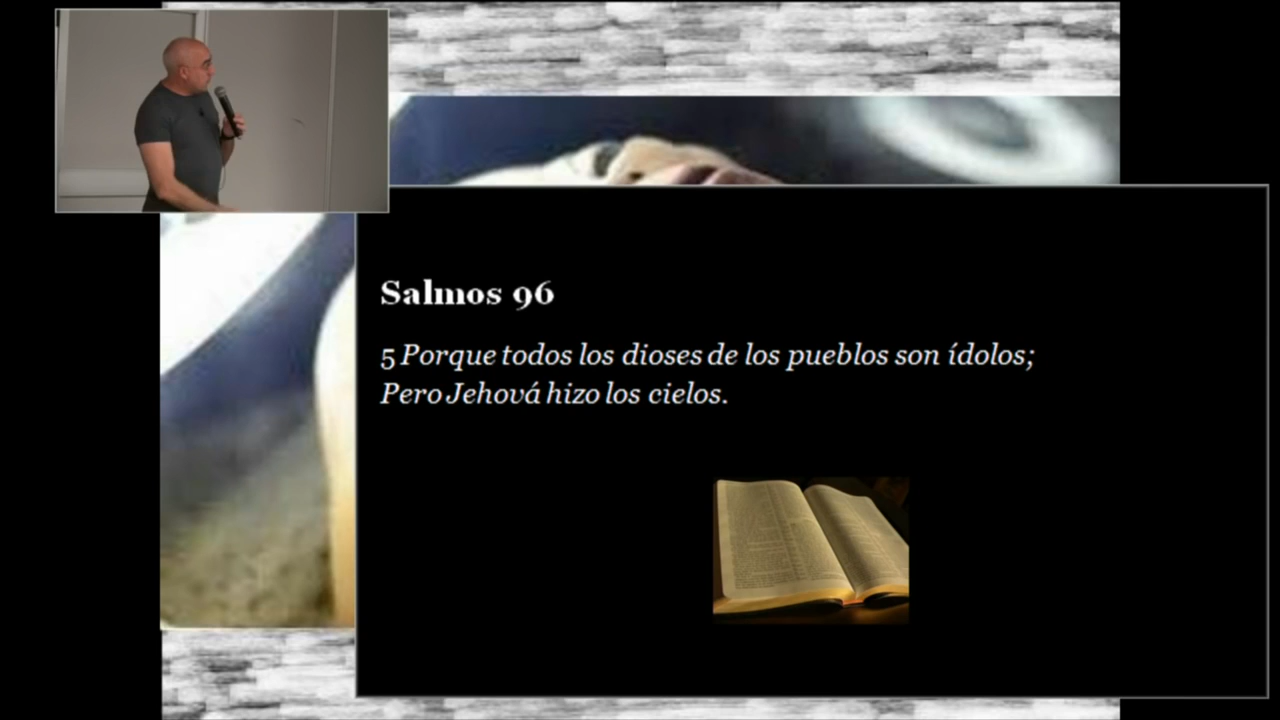 Salmos 96
5 Porque todos los dioses de los pueblos son ídolos;
Pero Jehová hizo los cielos.